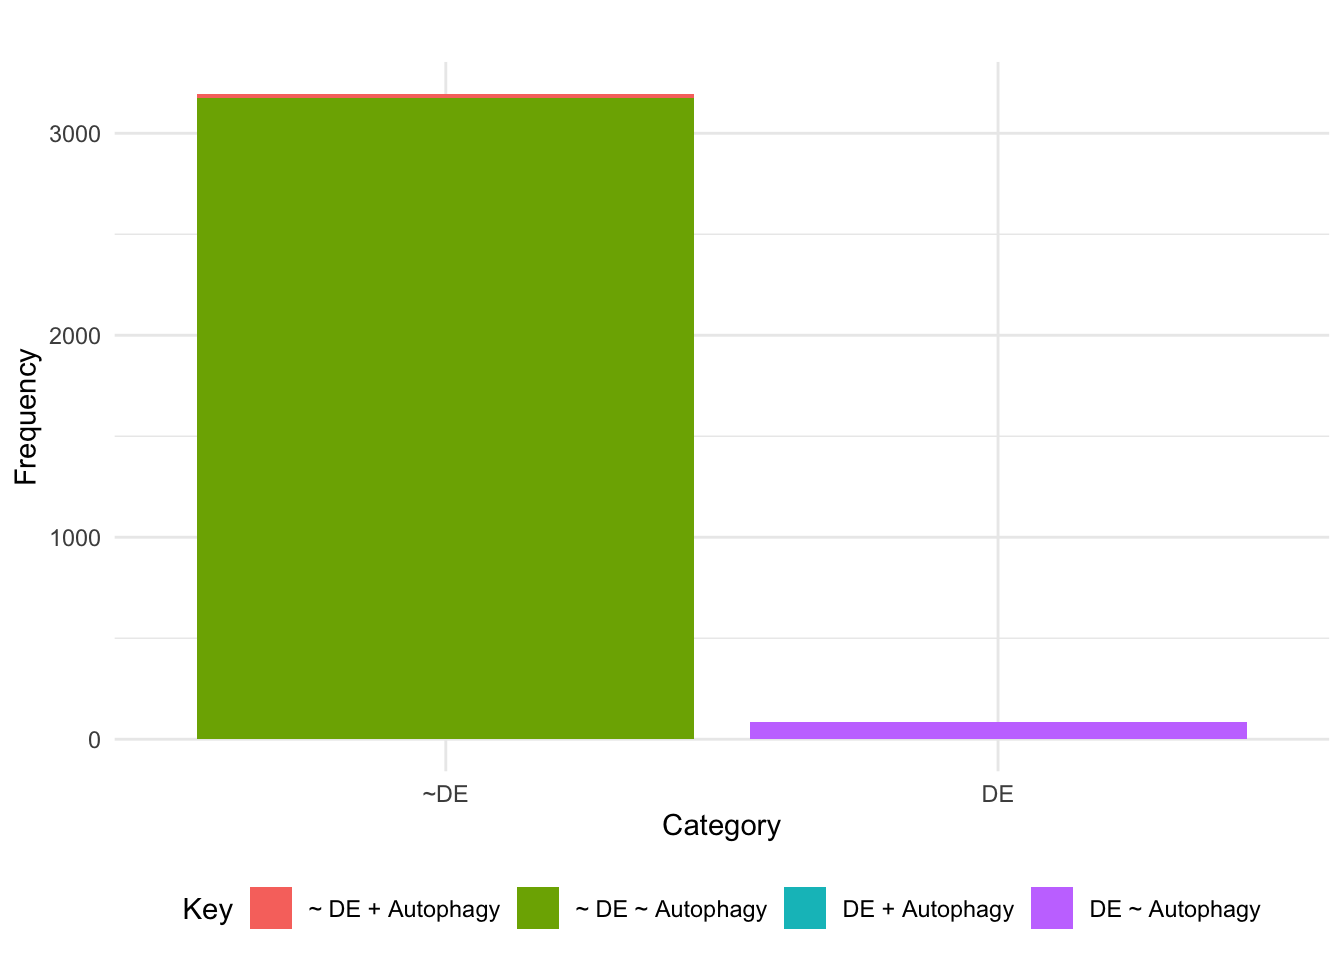 Frequency
3000
2000
1000
0
~DE
DE
Category
Key
~ DE + Autophagy
~ DE ~ Autophagy
DE + Autophagy
DE ~ Autophagy